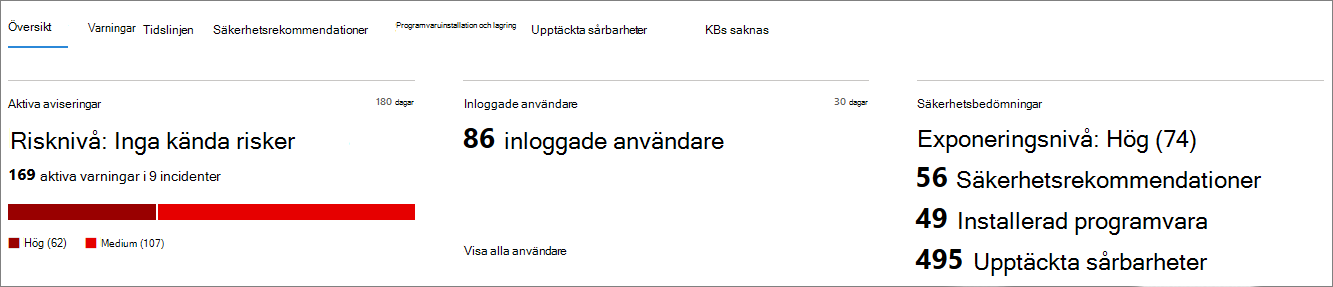 Översikt
Varningar
Tidslinjen
Säkerhetsrekommendationer
Programvaruinstallation och lagring
Upptäckta sårbarheter
KBs saknas
Aktiva aviseringar
180 dagar
Risknivå: Inga kända risker
169 aktiva varningar i 9 incidenter
Hög (62)
Medium (107)
Inloggade användare
30 dagar
86 inloggade användare
Visa alla användare
Säkerhetsbedömningar
Exponeringsnivå: Hög (74)
56 Säkerhetsrekommendationer
49 Installerad programvara
495 Upptäckta sårbarheter